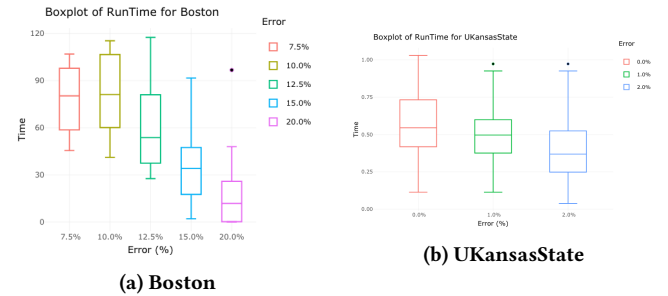 Boxplot of RunTime for Boston
120
90
60
30
0
Time
7.5%
10.0%
12.5%
15.0%
20.0%
Error (%)
Error
7.5%
10.0%
12.5%
15.0%
20.0%
(a) Boston
Boxplot of RunTime for UKansasState
1.00
0.75
0.50
0.25
0.00
Time
0.0%
1.0%
2.0%
Error (%)
Error
0.0%
1.0%
2.0%
(b) UKansasState